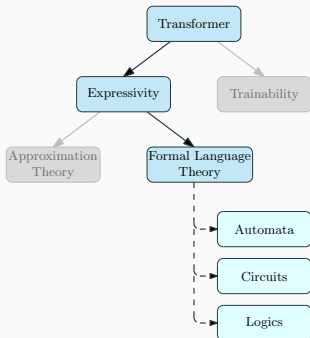 Transformer
Expressivity
Trainability
Approximation
Theory
Formal Language
Theory
Automata
Circuits
Logics